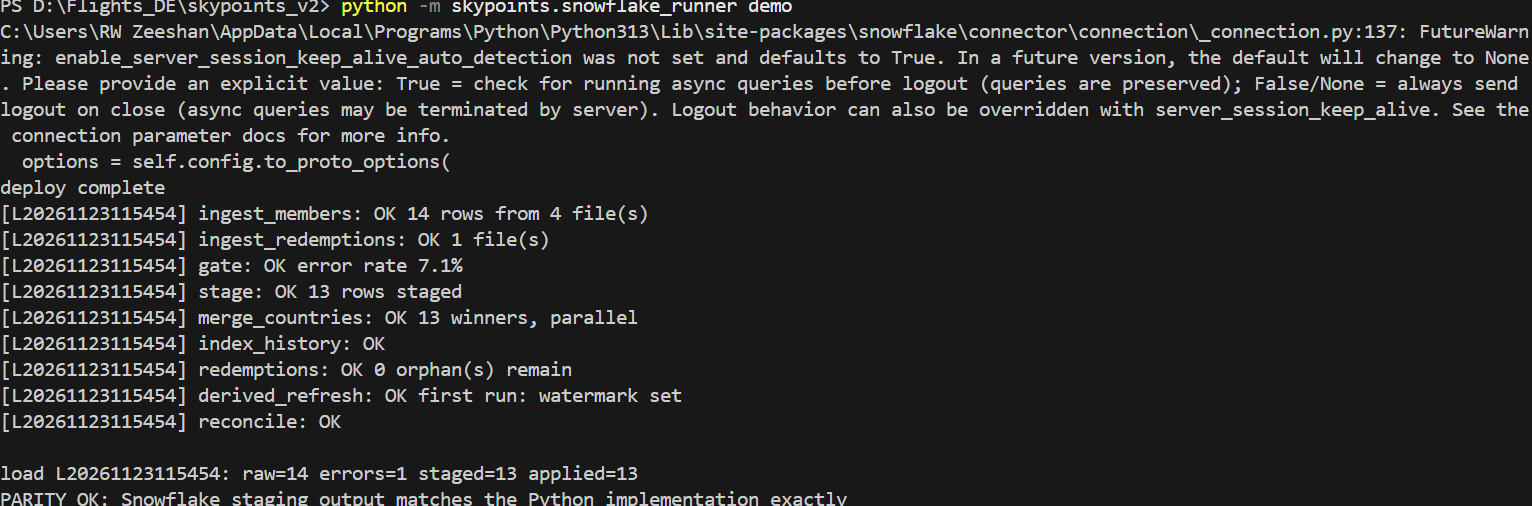 PS D:\Flights_DE\skypoints_v2> python -m skypoints.snowflake_runner demo
C:\Users\RW Zeeshan\AppData\Local\Programs\Python\Python313\Lib\site-packages\snowflake\connector\connection\_connection.py:137: FutureWarn
ing: enable_server_session_keep_alive_auto_detection was not set and defaults to True. In a future version, the default will change to None
. Please provide an explicit value: True = check for running async queries before logout (queries are preserved); False/None = always send
logout on close (async queries may be terminated by server). Logout behavior can also be overridden with server_session_keep_alive. See the
 connection parameter docs for more info.
  options = self.config.to_proto_options(
deploy complete
[L20261123115454] ingest_members: OK 14 rows from 4 file(s)
[L20261123115454] ingest_redemptions: OK 1 file(s)
[L20261123115454] gate: OK error rate 7.1%
[L20261123115454] stage: OK 13 rows staged
[L20261123115454] merge_countries: OK 13 winners, parallel
[L20261123115454] index_history: OK
[L20261123115454] redemptions: OK 0 orphan(s) remain
[L20261123115454] derived_refresh: OK first run: watermark set
[L20261123115454] reconcile: OK

load L20261123115454: raw=14 errors=1 staged=13 applied=13
PARITY OK: Snowflake staging output matches the Python implementation exactly